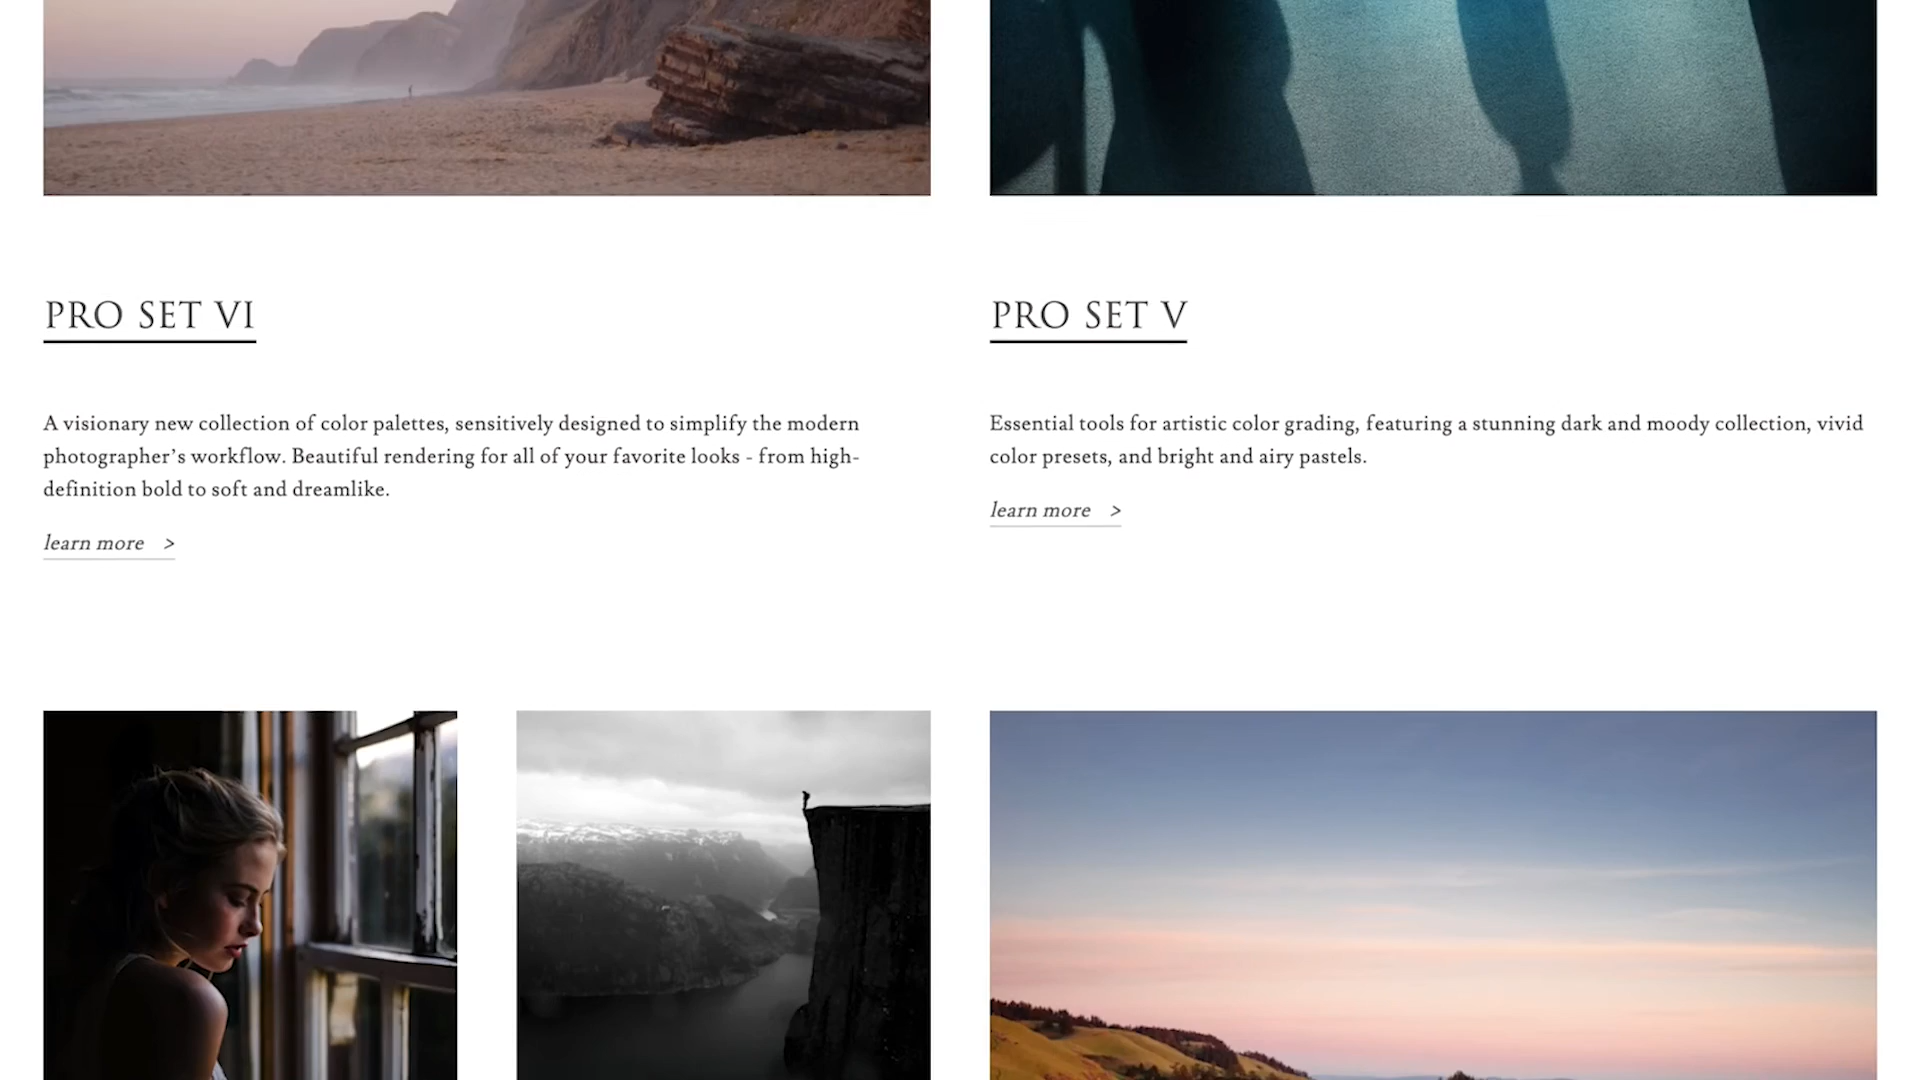 PRO SET VI
A visionary new collection of color palettes, sensitively designed to simplify the modern
photographer’s workflow. Beautiful rendering for all of your favorite looks - from high-
definition bold to soft and dreamlike.
learn more >
PRO SET V
Essential tools for artistic color grading, featuring a stunning dark and moody collection, vivid
color presets, and bright and airy pastels.
learn more >